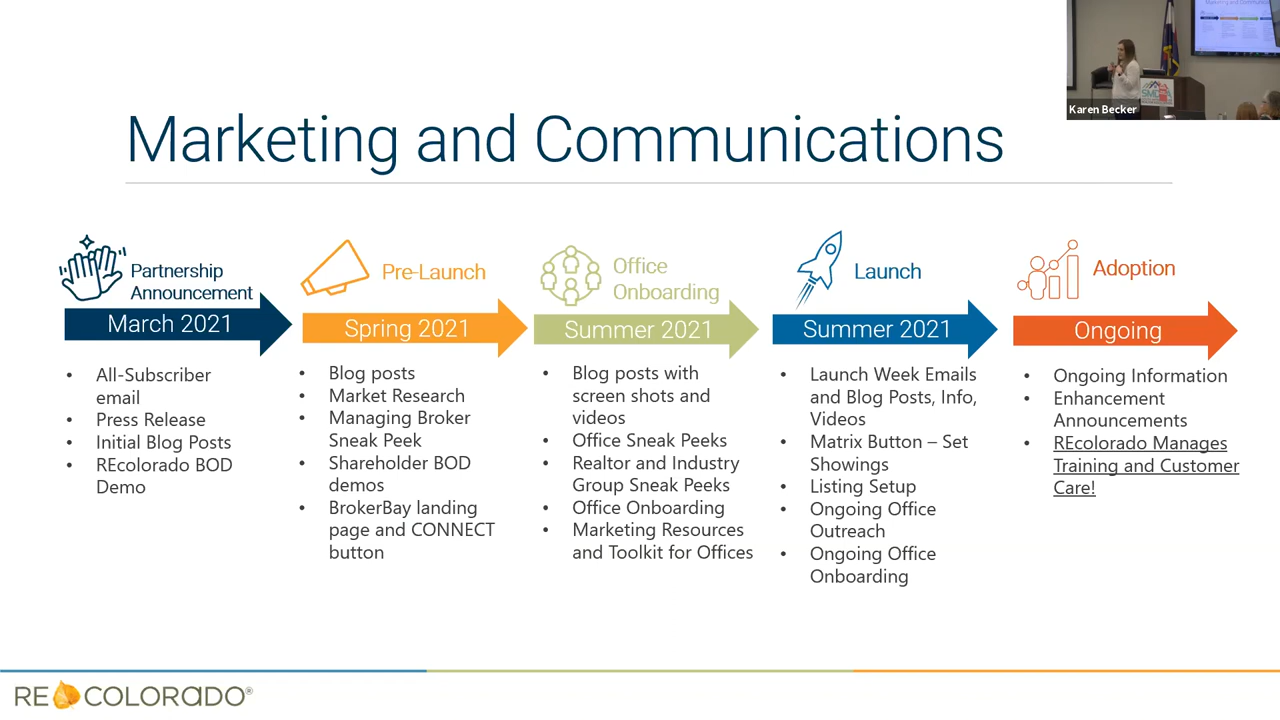 Marketing and Communications
Karen Becker
Partnership
Announcement
March 2021
• All-Subscriber
email
• Press Release
• Initial Blog Posts
• REcolorado BOD
Demo
Pre-Launch
Spring 2021
• Blog posts
• Market Research
• Managing Broker
Sneak Peek
• Shareholder BOD
demos
• BrokerBay landing
page and CONNECT
button
Office
Onboarding
Summer 2021
• Blog posts with
screen shots and
videos
• Office Sneak Peeks
• Realtor and Industry
Group Sneak Peeks
• Office Onboarding
• Marketing Resources
and Toolkit for Offices
Launch
Summer 2021
• Launch Week Emails
and Blog Posts, Info,
Videos
• Matrix Button – Set
Showings
• Listing Setup
• Ongoing Office
Outreach
• Ongoing Office
Onboarding
Adoption
Ongoing
• Ongoing Information
• Enhancement
Announcements
• REcolorado Manages
Training and Customer
Care!
RECOLORADO®